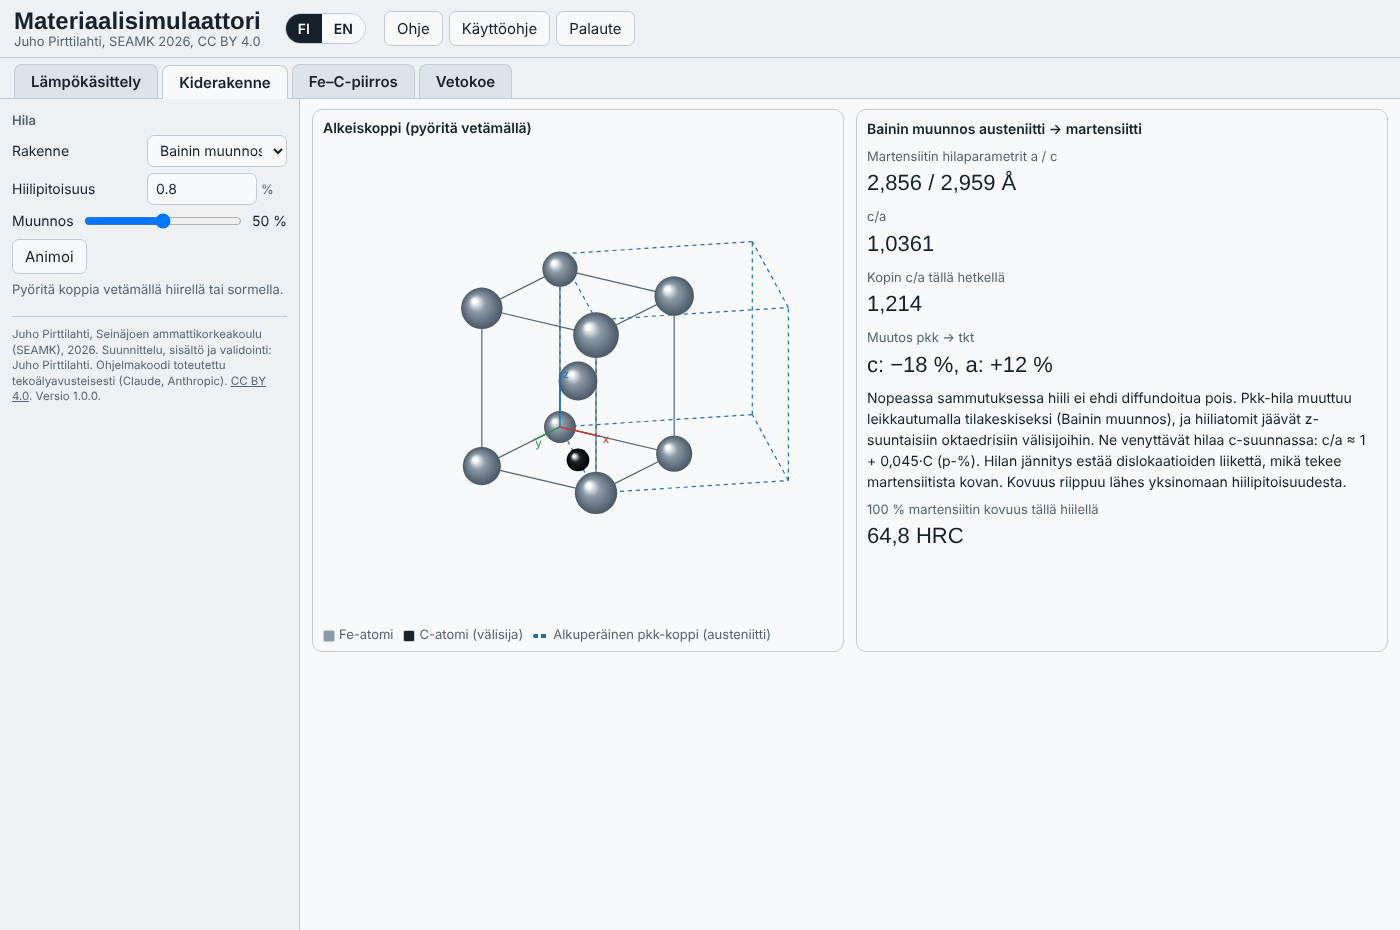 Materiaalisimulaattori
Juho Pirttilahti, SEAMK 2026, CC BY 4.0
FI EN
Ohje Käyttöohje Palaute
Lämpökäsittely Kiderakenne Fe–C-piirros Vetokoe
Hila
Rakenne Bainin muunnos
Hiilipitoisuus 0.8 %
Muunnos 50 %
Animoi
Pyöritä koppia vetämällä hiirellä tai sormella.
Juho Pirttilahti, Seinäjoen ammattikorkeakoulu
(SEAMK), 2026. Suunnittelu, sisältö ja validointi:
Juho Pirttilahti. Ohjelmakoodi toteutettu
tekoälyavusteisesti (Claude, Anthropic). CC BY
4.0. Versio 1.0.0.
Alkeiskoppi (pyöritä vetämällä)
z
y
x
Fe-atomi C-atomi (välisija) Alkuperäinen pkk-koppi (austeniitti)
Bainin muunnos austeniitti → martensiitti
Martensiitin hilaparametrit a / c
2,856 / 2,959 Å
c/a
1,0361
Kopin c/a tällä hetkellä
1,214
Muutos pkk → tkt
c: −18 %, a: +12 %
Nopeassa sammutuksessa hiili ei ehdi diffundoitua pois. Pkk-hila muuttuu
leikkautumalla tilakeskiseksi (Bainin muunnos), ja hiiliatomit jäävät z-
suuntaisiin oktaedrisiin välisijoihin. Ne venyttävät hilaa c-suunnassa: c/a ≈ 1
+ 0,045·C (p-%). Hilan jännitys estää dislokaatioiden liikettä, mikä tekee
martensiitista kovan. Kovuus riippuu lähes yksinomaan hiilipitoisuudesta.
100 % martensiitin kovuus tällä hiilellä
64,8 HRC